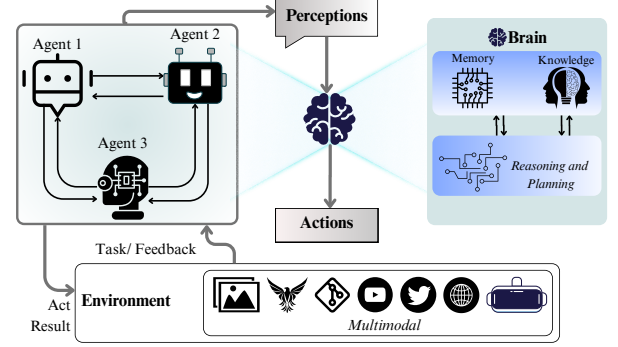 Perceptions
Agent 1
Agent 2
Agent 3
Brain
Memory
Knowledge
Reasoning and
Planning
Actions
Task/ Feedback
Act
Result
Environment
Multimodal